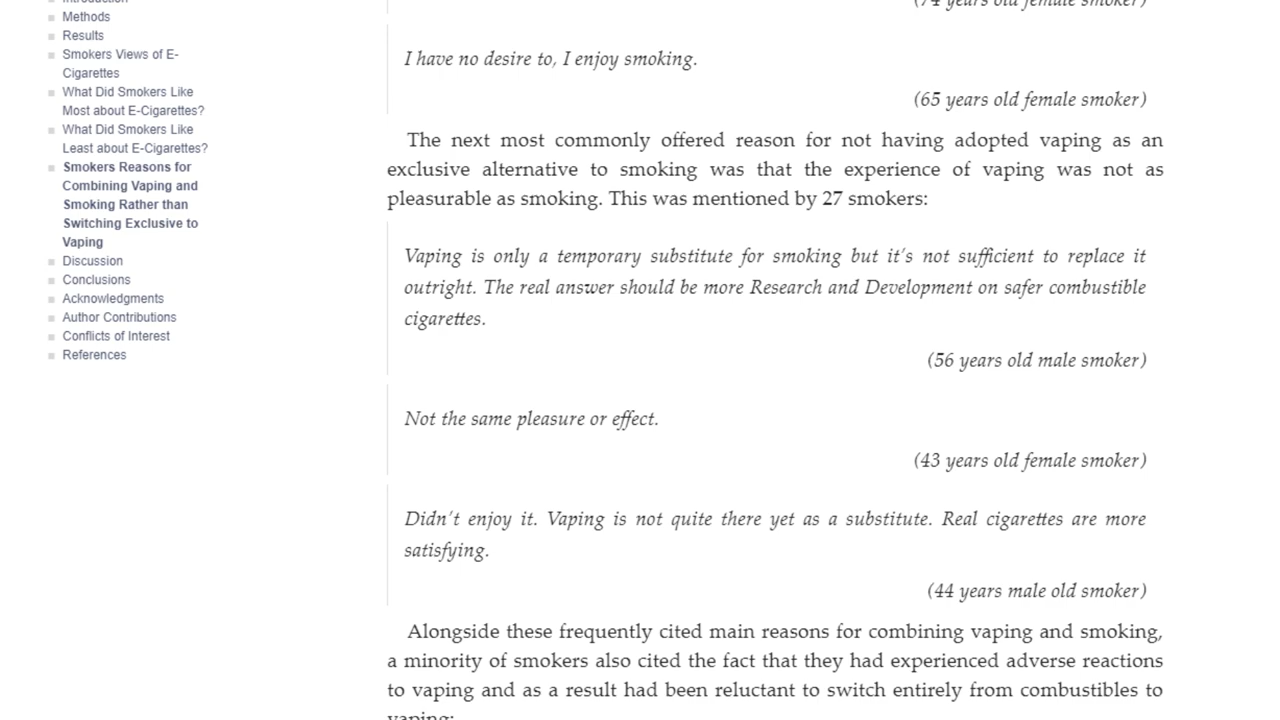 Introduction
Methods
Results
Smokers Views of E-
Cigarettes
What Did Smokers Like
Most about E-Cigarettes?
What Did Smokers Like
Least about E-Cigarettes?
Smokers Reasons for
Combining Vaping and
Smoking Rather than
Switching Exclusive to
Vaping
Discussion
Conclusions
Acknowledgments
Author Contributions
Conflicts of Interest
References
(74 years old female smoker)
I have no desire to, I enjoy smoking.
(65 years old female smoker)
The next most commonly offered reason for not having adopted vaping as an
exclusive alternative to smoking was that the experience of vaping was not as
pleasurable as smoking. This was mentioned by 27 smokers:
Vaping is only a temporary substitute for smoking but it’s not sufficient to replace it
outright. The real answer should be more Research and Development on safer combustible
cigarettes.
(56 years old male smoker)
Not the same pleasure or effect.
(43 years old female smoker)
Didn’t enjoy it. Vaping is not quite there yet as a substitute. Real cigarettes are more
satisfying.
(44 years male old smoker)
Alongside these frequently cited main reasons for combining vaping and smoking,
a minority of smokers also cited the fact that they had experienced adverse reactions
to vaping and as a result had been reluctant to switch entirely from combustibles to
vaping: